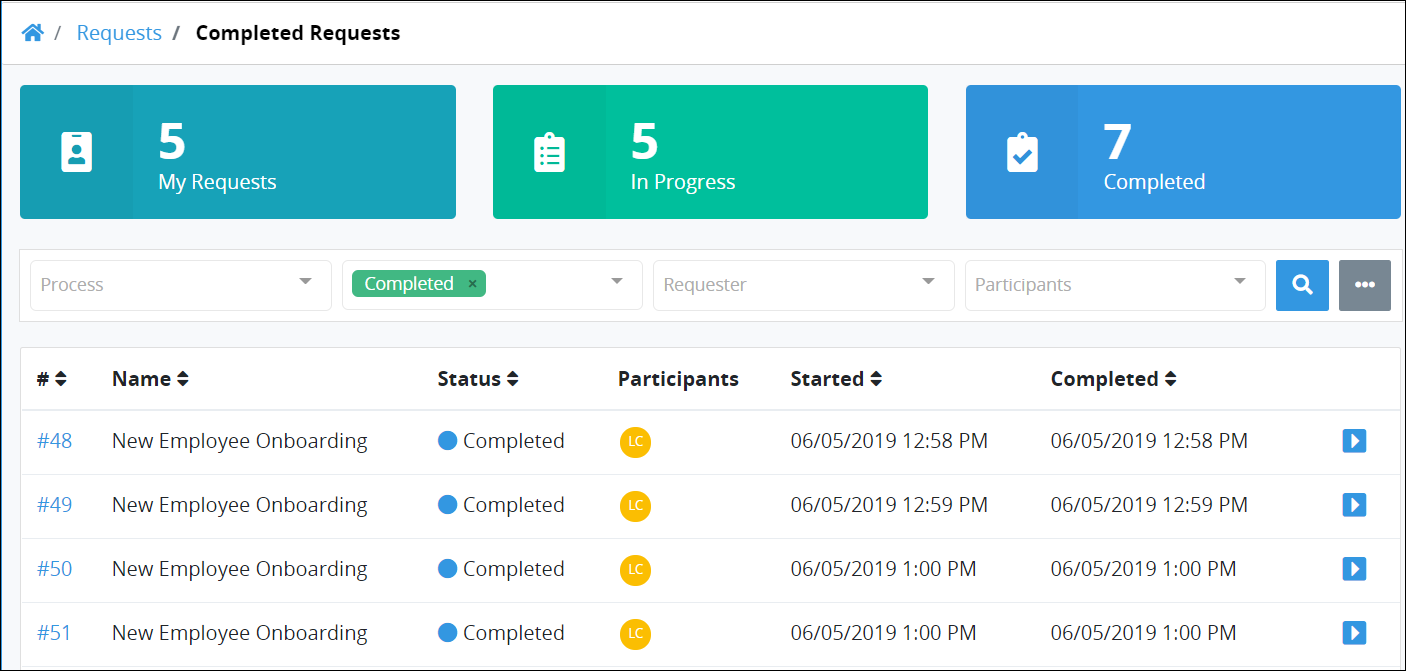 / Requests / Completed Requests
5
My Requests
5
In Progress
7
Completed
Process Completed × Requester Participants
# Name Status Participants Started Completed
#48 New Employee Onboarding Completed LC 06/05/2019 12:58 PM 06/05/2019 12:58 PM
#49 New Employee Onboarding Completed LC 06/05/2019 12:59 PM 06/05/2019 12:59 PM
#50 New Employee Onboarding Completed LC 06/05/2019 1:00 PM 06/05/2019 1:00 PM
#51 New Employee Onboarding Completed LC 06/05/2019 1:00 PM 06/05/2019 1:00 PM